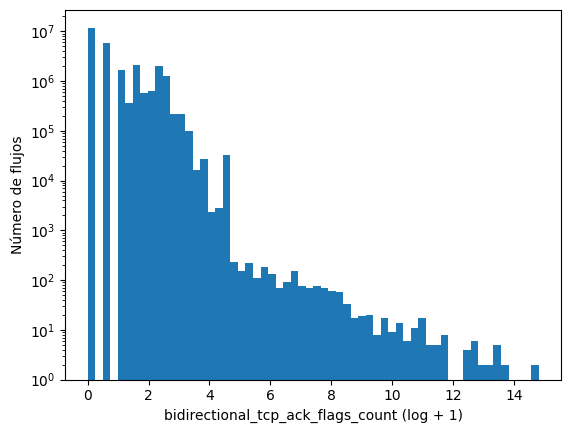 Número de flujos
10⁷
10⁶
10⁵
10⁴
10³
10²
10¹
10⁰
0 2 4 6 8 10 12 14
bidirectional_tcp_ack_flags_count (log + 1)